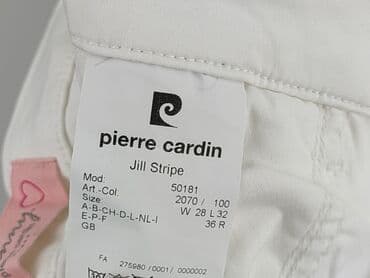 pierre cardin
Jill Stripe
Mod: 50181
Art.-Col: 2070 / 100
Size: W 28 L 32
A-B-CH-D-L-NL-I 36 R
E-P-F
GB
FA 275980 / 0001 / 0000002